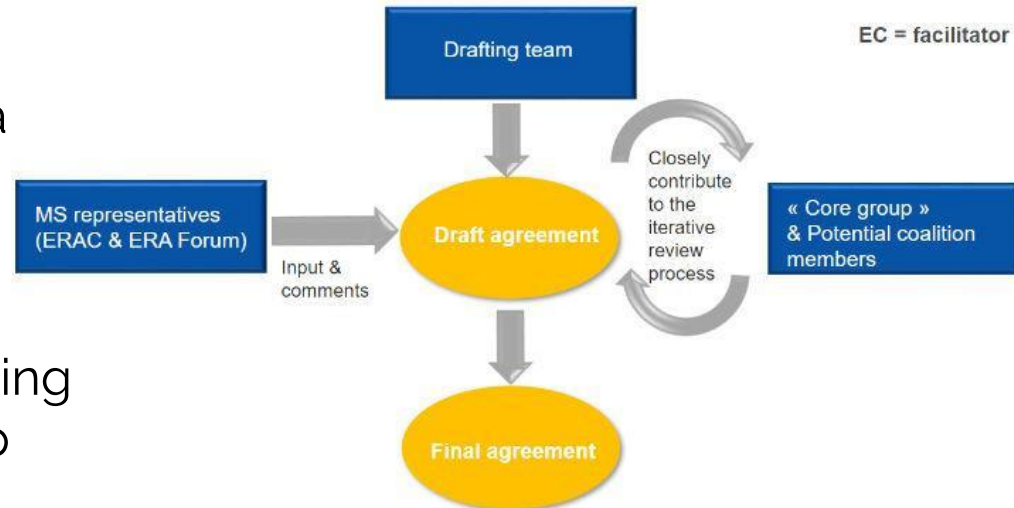 EC = facilitator
Drafting team
a
MS representatives
(ERAC & ERA Forum)
Input &
comments
Draft agreement
Closely
contribute
to the
iterative
review
process
« Core group »
& Potential coalition
members
ing
Final agreement